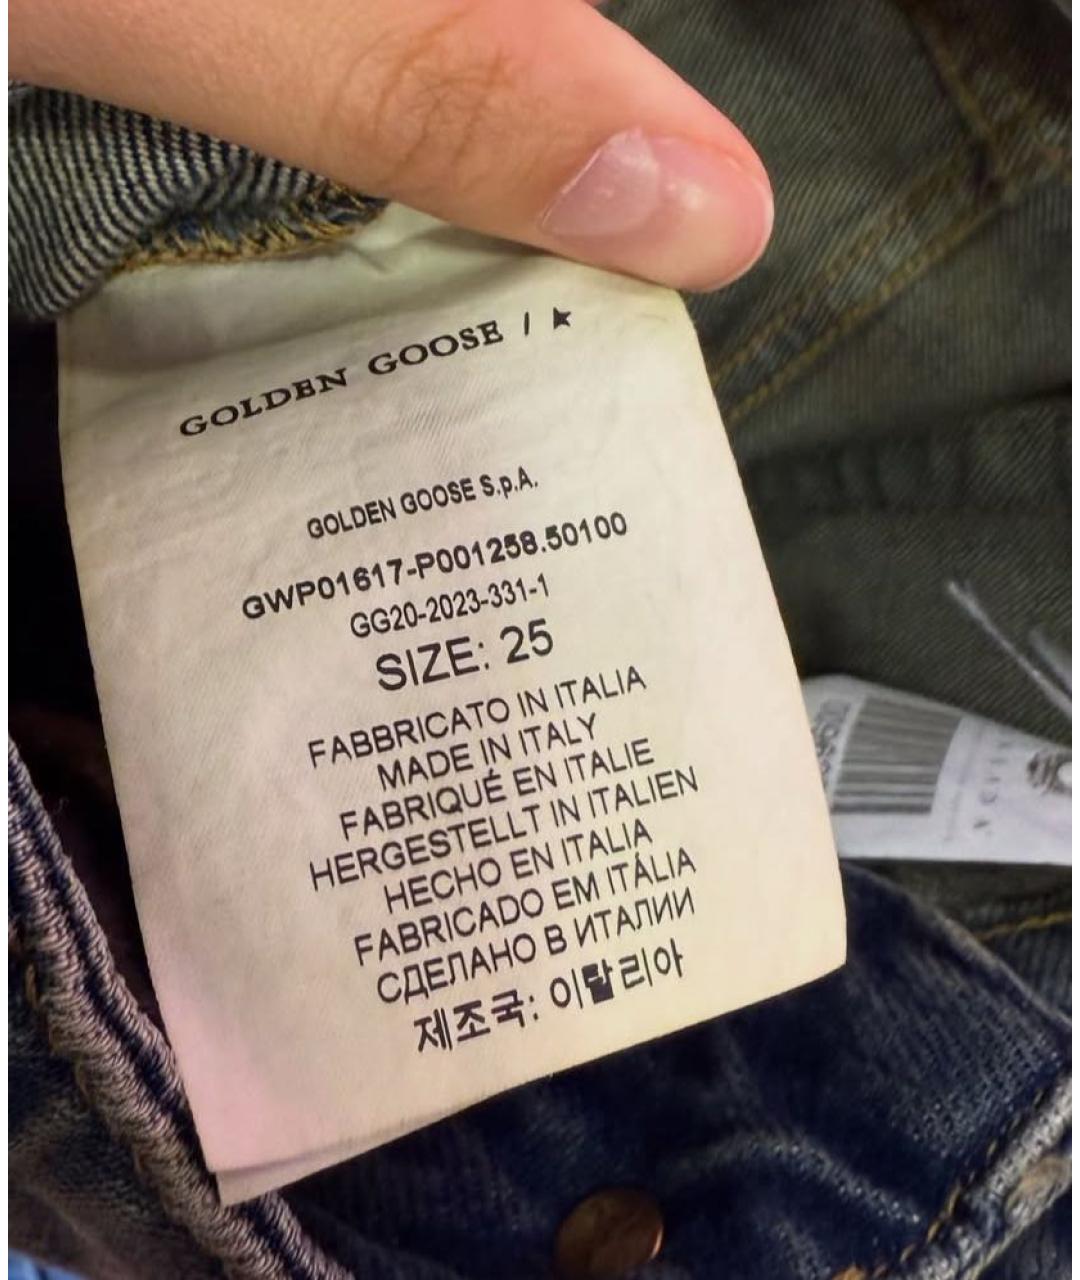 GOLDEN GOOSE / ★
GOLDEN GOOSE S.p.A.
GWP01617-P001258.50100
GG20-2023-331-1
SIZE: 25
FABBRICATO IN ITALIA
MADE IN ITALY
FABRIQUÉ EN ITALIE
HERGESTELLT IN ITALIEN
HECHO EN ITALIA
FABRICADO EM ITÁLIA
СДЕЛАНО В ИТАЛИИ
제조국: 이탈리아